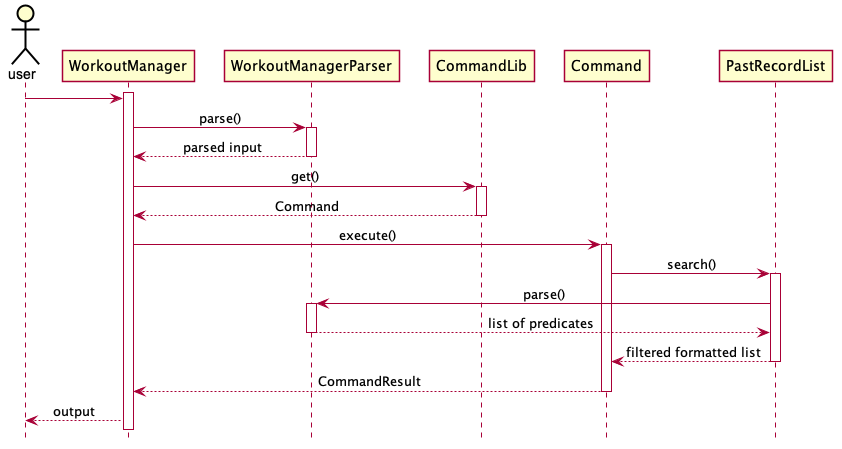 user
WorkoutManager
WorkoutManagerParser
CommandLib
Command
PastRecordList
parse()
parsed input
get()
Command
execute()
search()
parse()
list of predicates
filtered formatted list
CommandResult
output